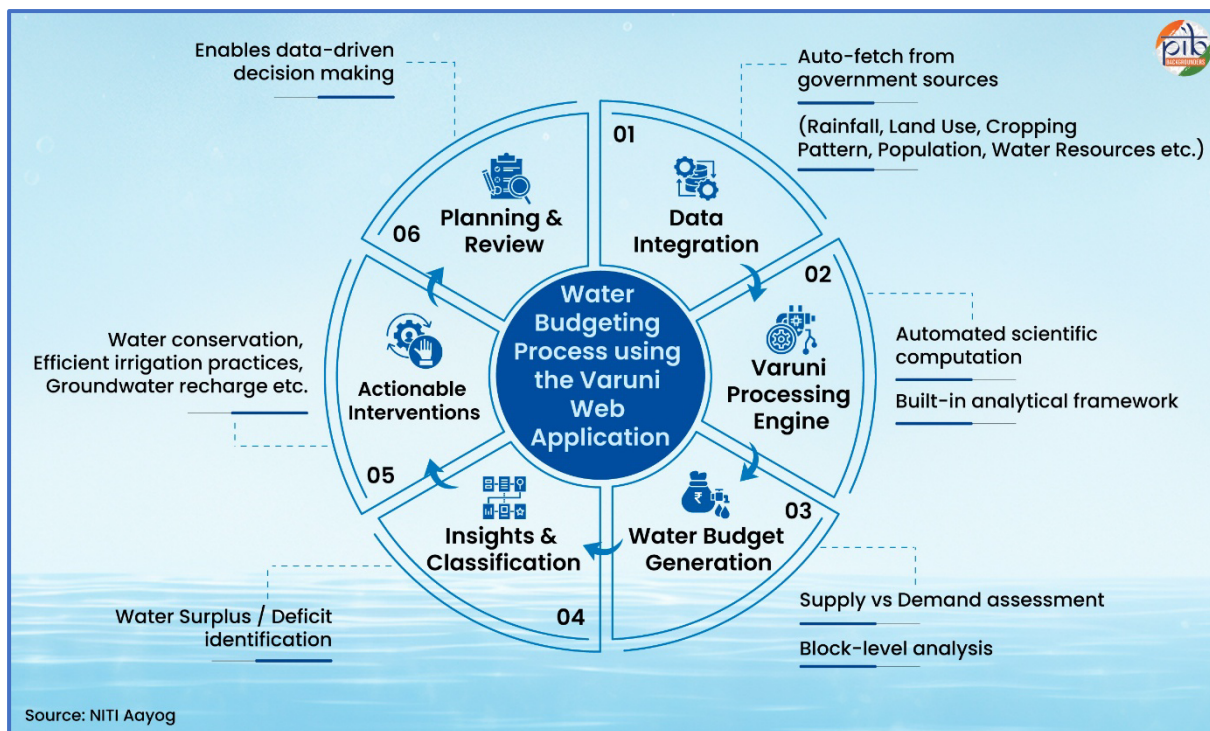 pib
BACKGROUNDERS
Water
Budgeting
Process using
the Varuni
Web
Application
01
Data
Integration
Auto-fetch from
government sources
(Rainfall, Land Use, Cropping
Pattern, Population, Water Resources etc.)
02
Varuni
Processing
Engine
Automated scientific
computation
Built-in analytical framework
03
Water Budget
Generation
₹
Supply vs Demand assessment
Block-level analysis
04
Insights &
Classification
Water Surplus / Deficit
identification
05
Actionable
Interventions
Water conservation,
Efficient irrigation practices,
Groundwater recharge etc.
06
Planning &
Review
Enables data-driven
decision making
Source: NITI Aayog